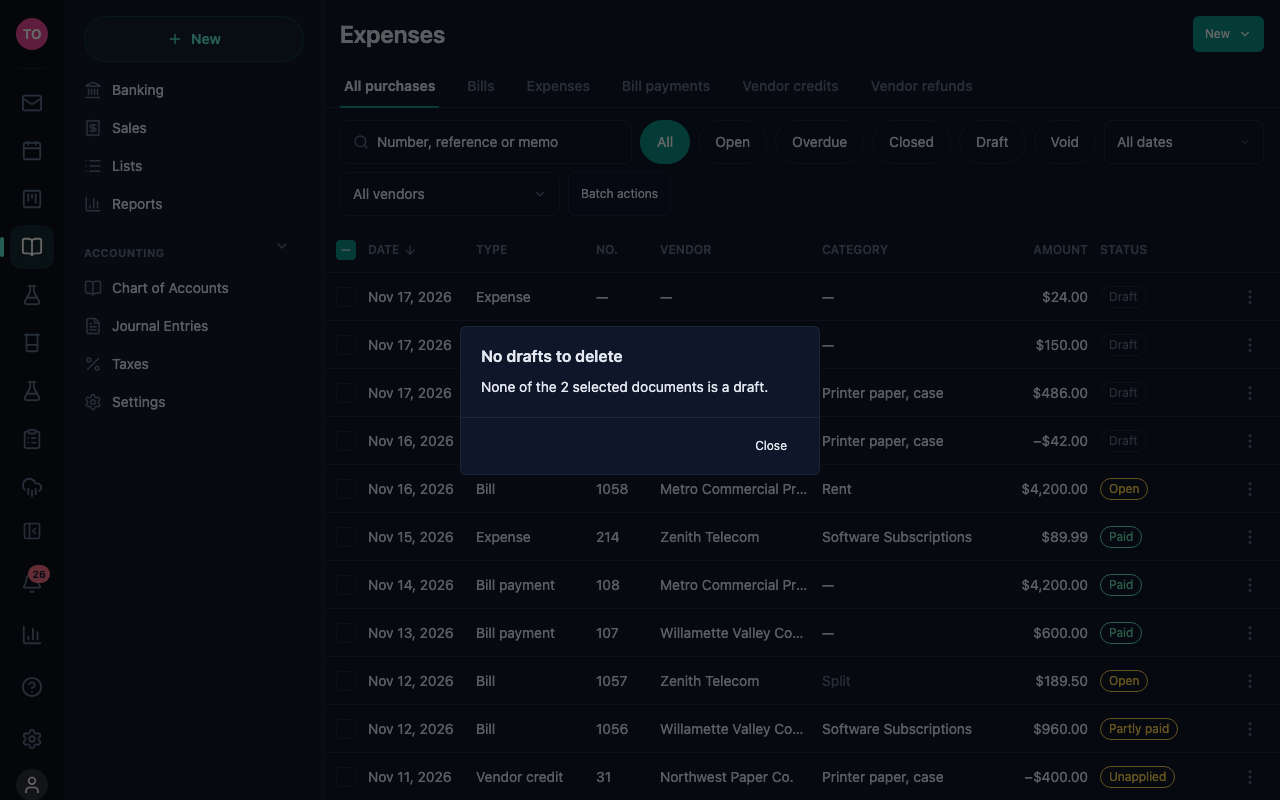 TO
New
Banking
Sales
Lists
Reports
ACCOUNTING
Chart of Accounts
Journal Entries
Taxes
Settings
26
Expenses
New
All purchases Bills Expenses Bill payments Vendor credits Vendor refunds
Number, reference or memo All Open Overdue Closed Draft Void All dates
All vendors Batch actions
DATE TYPE NO. VENDOR CATEGORY AMOUNT STATUS
Nov 17, 2026 Expense — — — $24.00 Draft
Nov 17, 2026 — $150.00 Draft
Nov 17, 2026 Printer paper, case $486.00 Draft
Nov 16, 2026 Printer paper, case –$42.00 Draft
No drafts to delete
None of the 2 selected documents is a draft.
Close
Nov 16, 2026 Bill 1058 Metro Commercial Pr... Rent $4,200.00 Open
Nov 15, 2026 Expense 214 Zenith Telecom Software Subscriptions $89.99 Paid
Nov 14, 2026 Bill payment 108 Metro Commercial Pr... — $4,200.00 Paid
Nov 13, 2026 Bill payment 107 Willamette Valley Co... — $600.00 Paid
Nov 12, 2026 Bill 1057 Zenith Telecom Split $189.50 Open
Nov 12, 2026 Bill 1056 Willamette Valley Co... Software Subscriptions $960.00 Partly paid
Nov 11, 2026 Vendor credit 31 Northwest Paper Co. Printer paper, case –$400.00 Unapplied